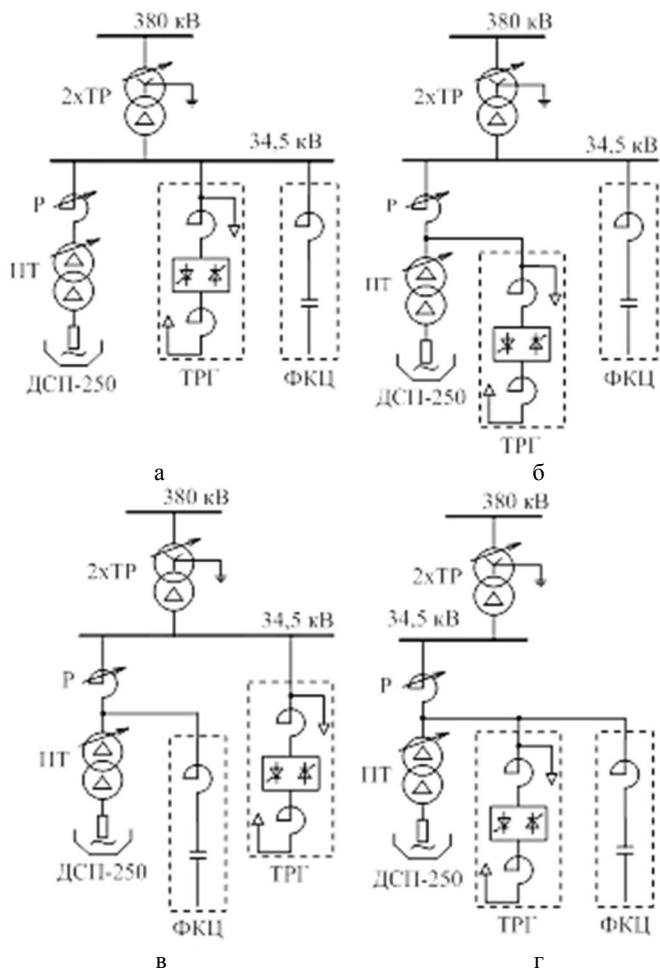 380 кВ
2хТР
34,5 кВ
Р
ПТ
ДСП-250
ТРГ
ФКЦ
а
380 кВ
2хТР
34,5 кВ
Р
ПТ
ДСП-250
ТРГ
ФКЦ
б
380 кВ
2хТР
34,5 кВ
Р
ПТ
ДСП-250
ФКЦ
ТРГ
в
380 кВ
2хТР
34,5 кВ
Р
ПТ
ДСП-250
ТРГ
ФКЦ
г